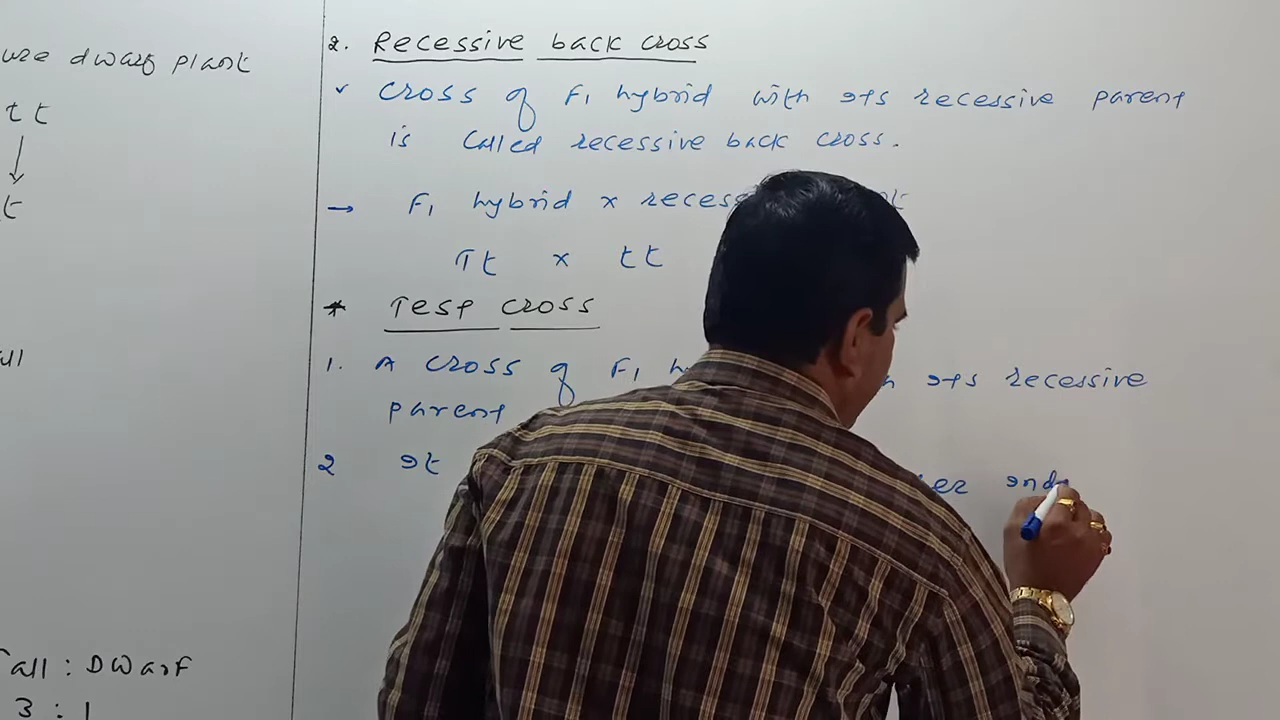 ure dwarf plant
tt
t
all
Tall : Dwarf
3 : 1
2. Recessive back cross
✓ Cross of F₁ hybrid with its recessive parent
is called recessive back cross.
→ F₁ hybrid x
Tt x tt
* Test cross
1. A cross of F₁ its recessive
parent
2 It